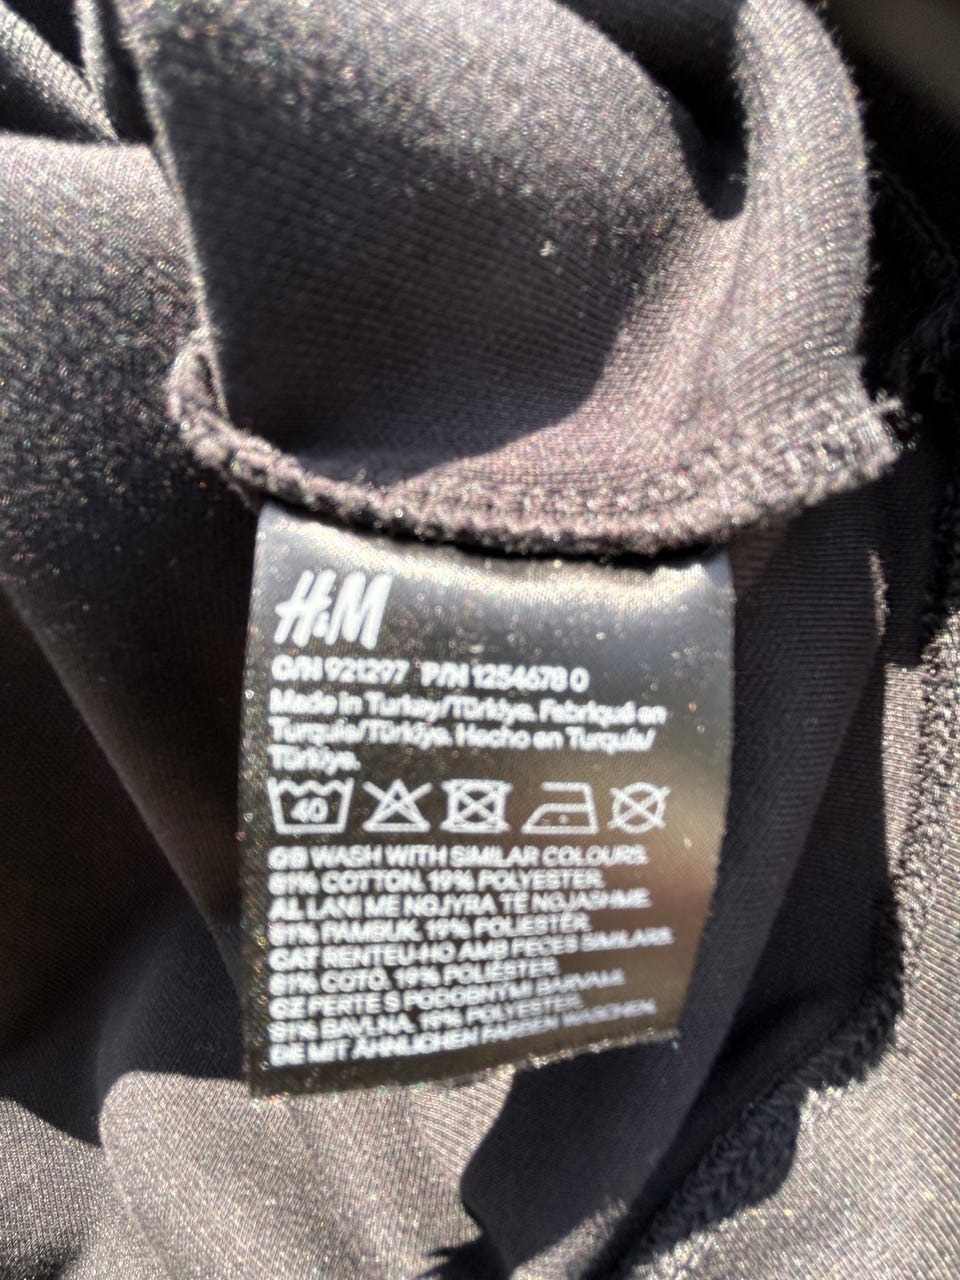 H&M
O/N 921297 P/N 1254678 0
Made in Turkey/Türkiye. Fabriqué en
Turquie/Türkiye. Hecho en Turquía/
Türkiye.
40
GB WASH WITH SIMILAR COLOURS.
81% COTTON. 19% POLYESTER.
AL LANI ME NGJYRA TË NGJASHME.
81% PAMBUK. 19% POLIESTER.
CAT RENTEU-HO AMB PECES SIMILARS.
81% COTÓ. 19% POLIÈSTER.
CZ PERTE S PODOBNÝMI BARVAMI.
81% BAVLNA. 19% POLYESTER.
DE MIT ÄHNLICHEN FARBEN WASCHEN.